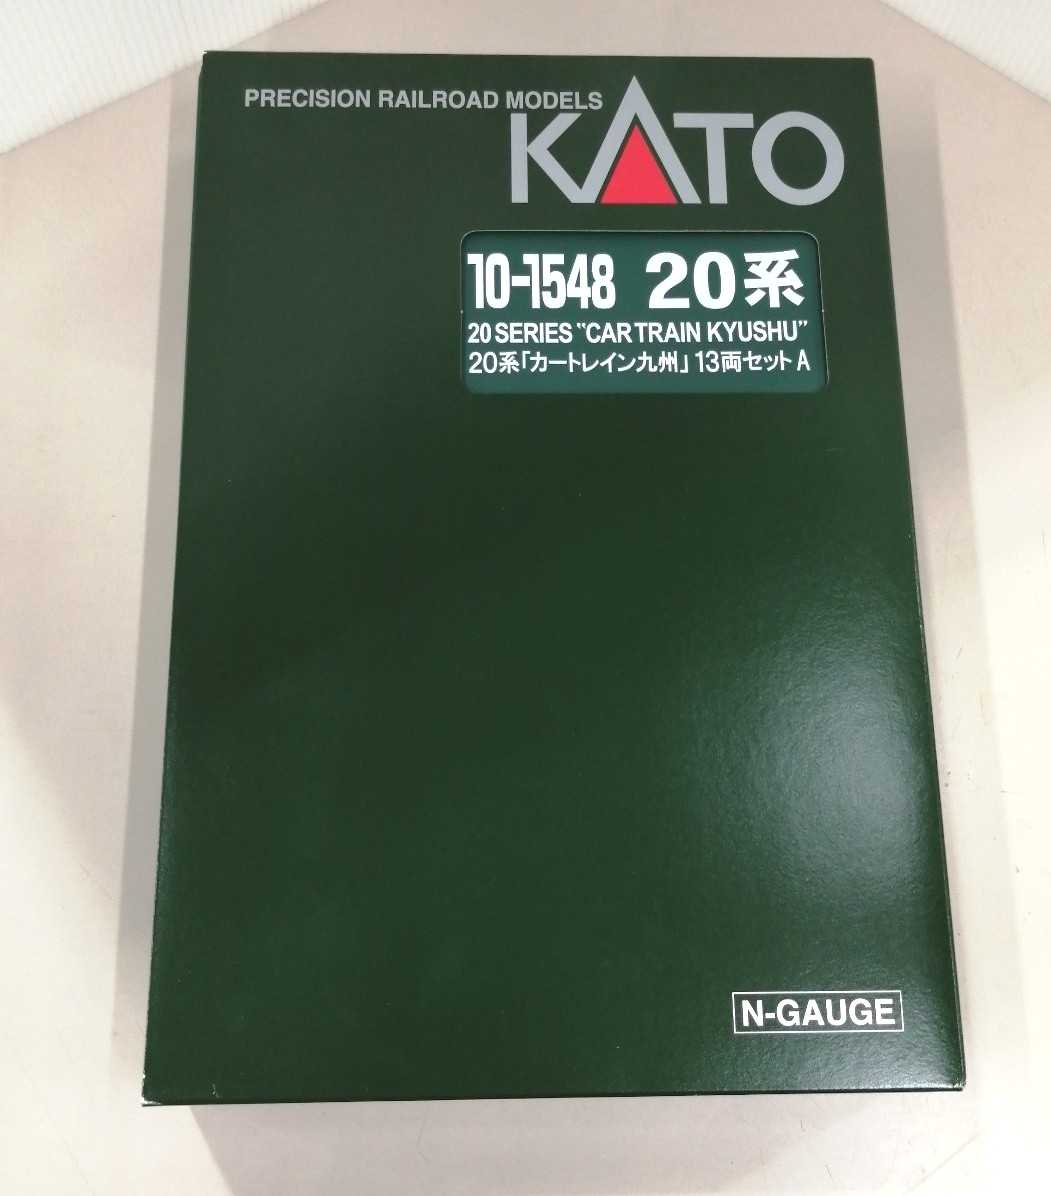 PRECISION RAILROAD MODELS
KATO
10-1548 20系
20 SERIES “CAR TRAIN KYUSHU”
20系「カートレイン九州」13両セットA
N-GAUGE